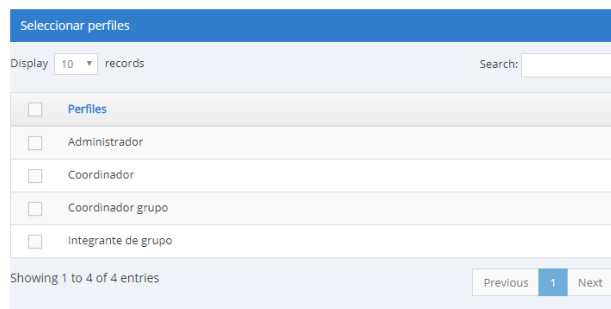 Seleccionar perfiles
Display 10 records Search:
Perfiles
Administrador
Coordinador
Coordinador grupo
Integrante de grupo
Showing 1 to 4 of 4 entries Previous 1 Next